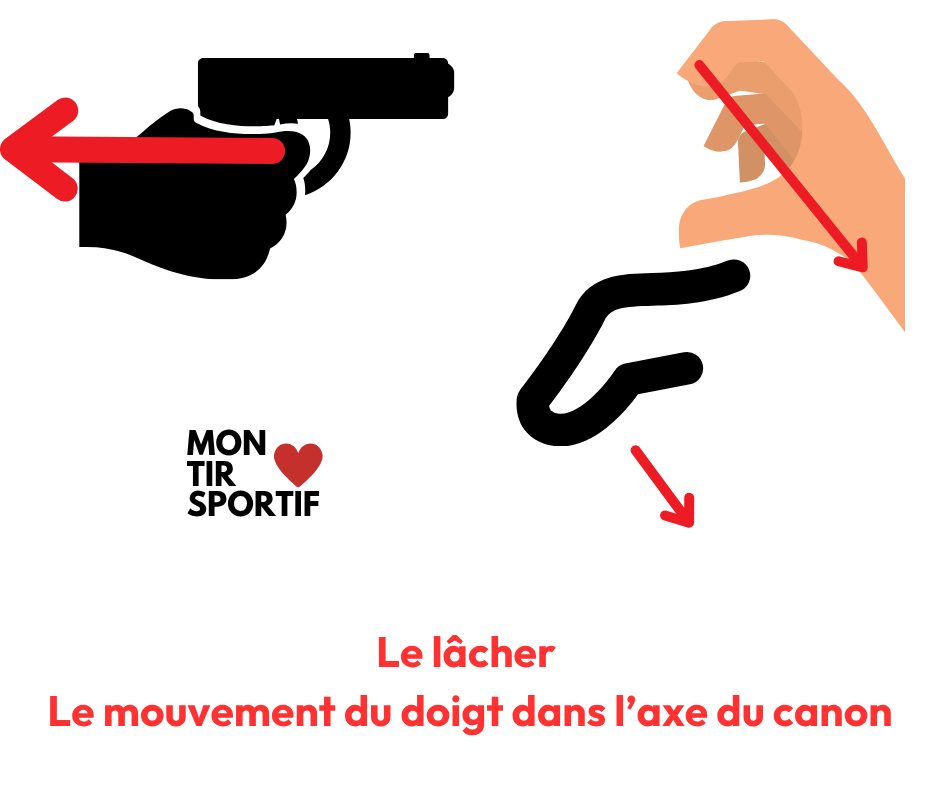 MON
TIR
SPORTIF
Le lâcher
Le mouvement du doigt dans l’axe du canon